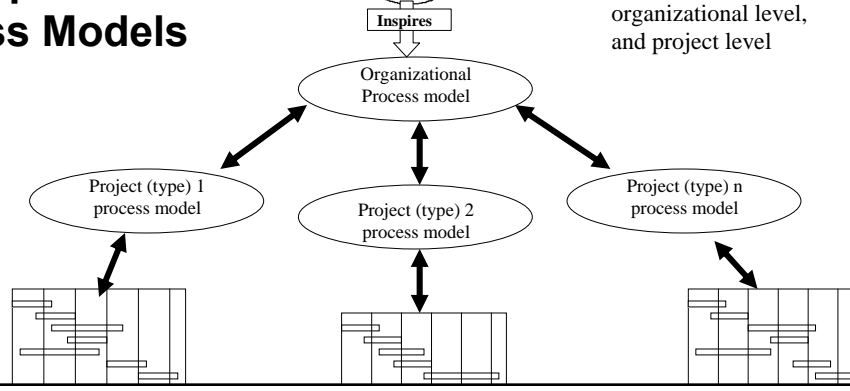 ss Models
Inspires
organizational level,
and project level
Organizational
Process model
Project (type) 1
process model
Project (type) 2
process model
Project (type) n
process model